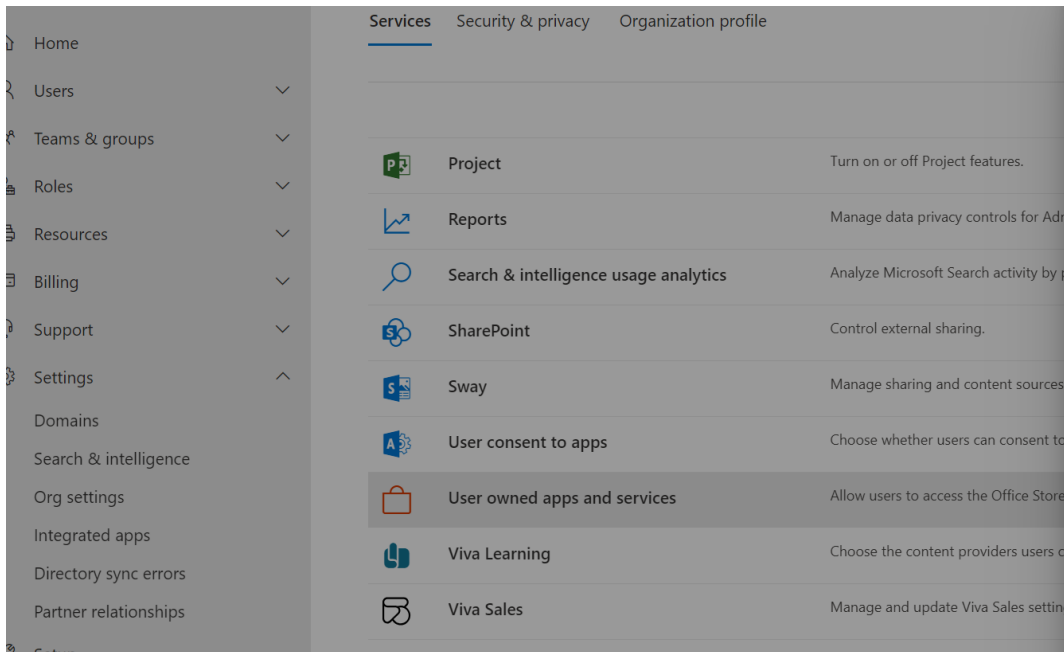 Services Security & privacy Organization profile
Home
Users
Teams & groups
Roles
Resources
Billing
Support
Settings
Domains
Search & intelligence
Org settings
Integrated apps
Directory sync errors
Partner relationships
Project Turn on or off Project features.
Reports Manage data privacy controls for
Search & intelligence usage analytics Analyze Microsoft Search activity by
SharePoint Control external sharing.
Sway Manage sharing and content sources
User consent to apps Choose whether users can consent to
User owned apps and services Allow users to access the Office Store
Viva Learning Choose the content providers users
Viva Sales Manage and update Viva Sales